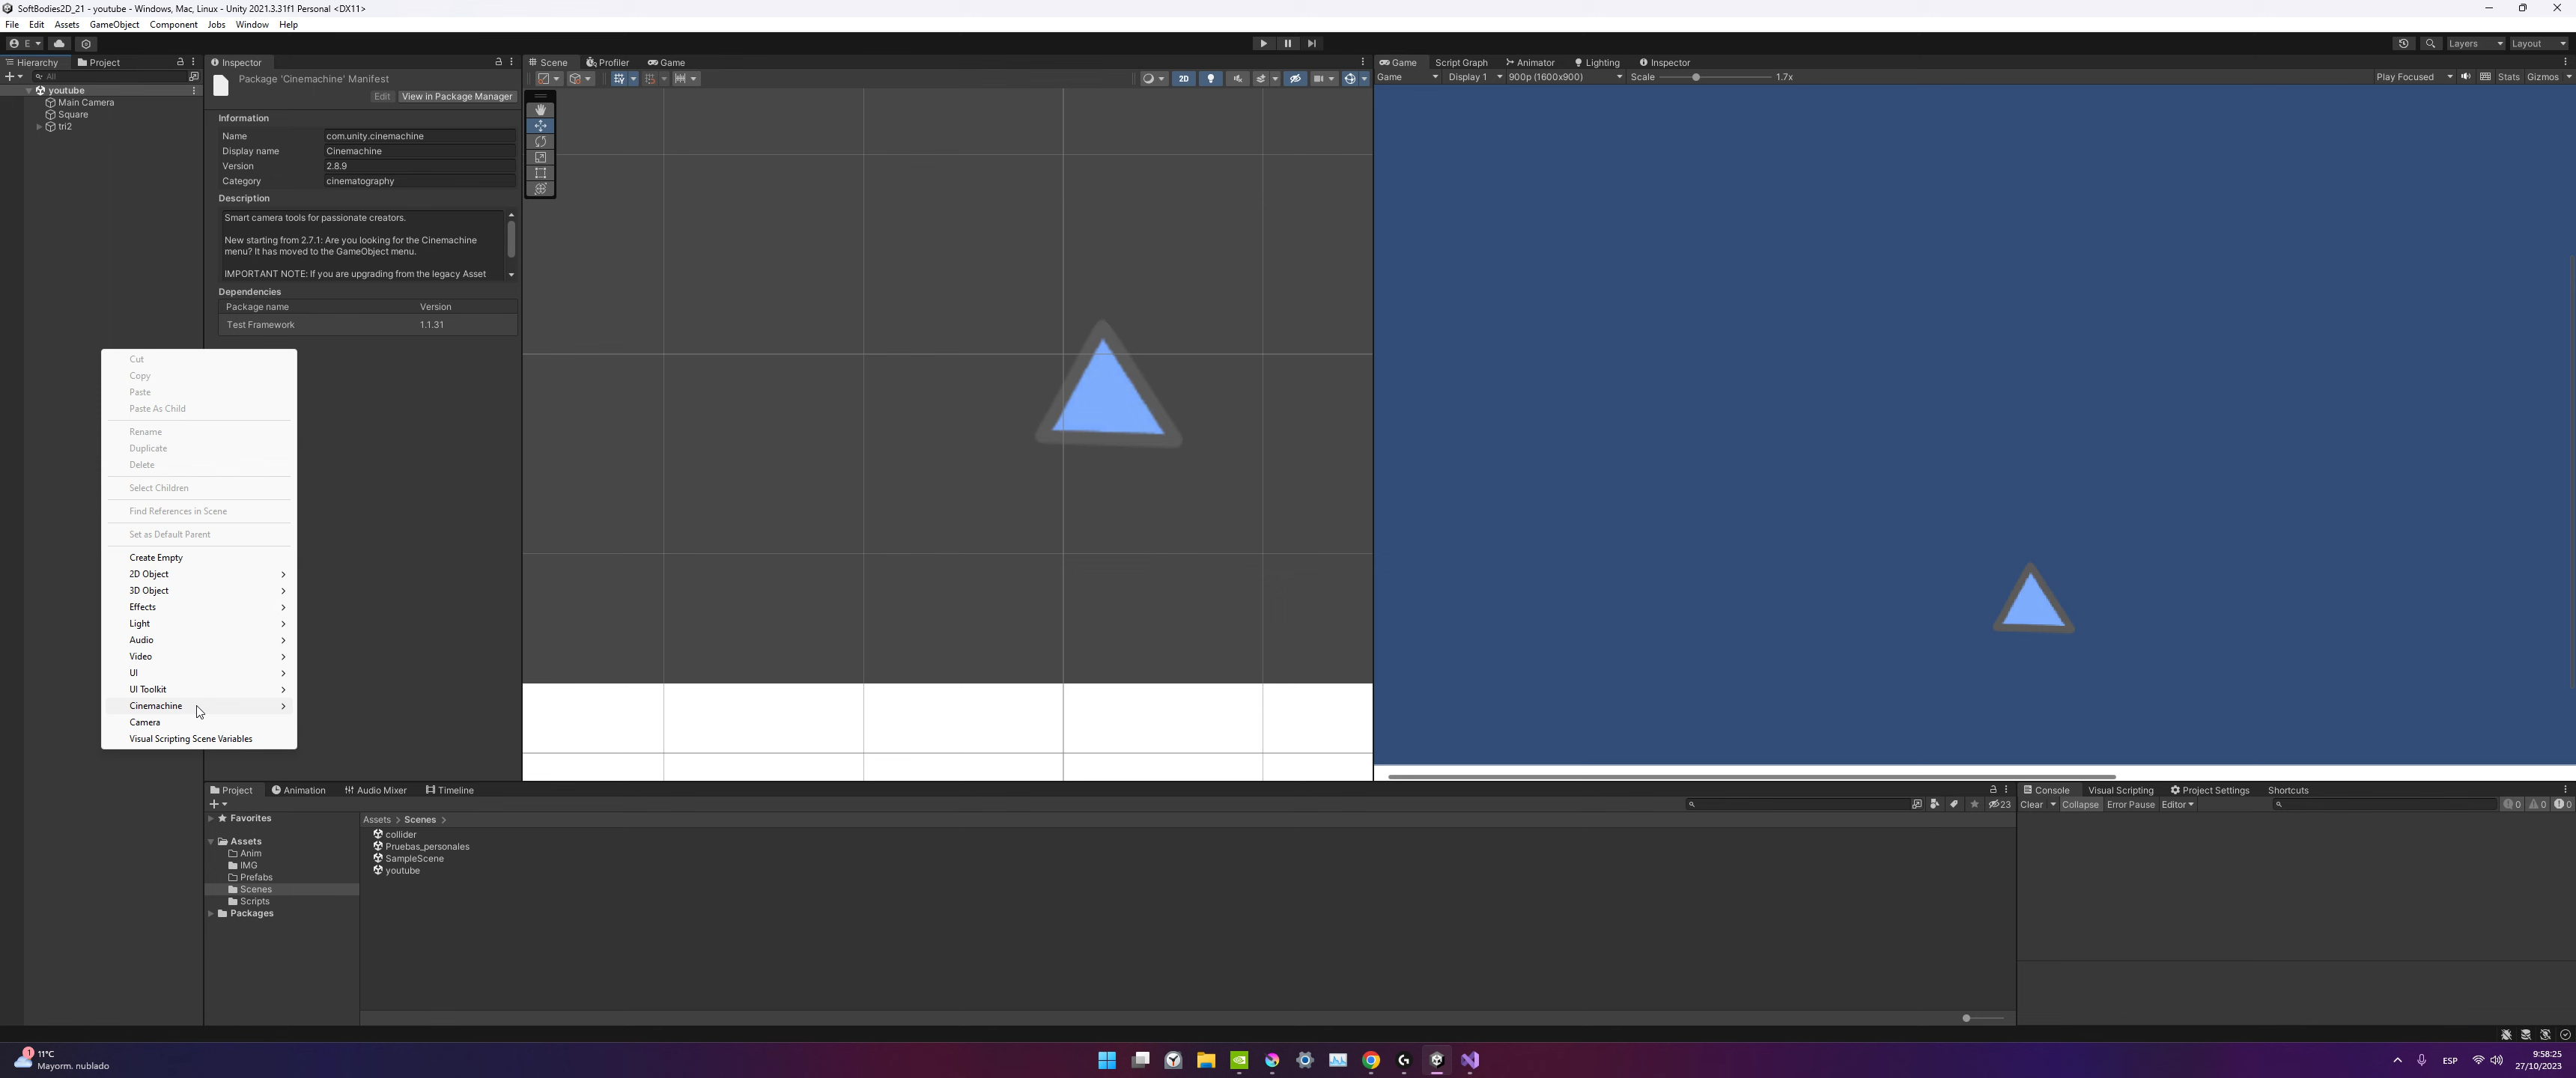 SoftBodies2D_21 - youtube - Windows, Mac, Linux - Unity 2021.3.31f1 Personal <DX11>
File Edit Assets GameObject Component Jobs Window Help
E
Layers Layout
Hierarchy Project
All
youtube
Main Camera
Square
tri2
Inspector
Package 'Cinemachine' Manifest
Edit View in Package Manager
Information
Name com.unity.cinemachine
Display name Cinemachine
Version 2.8.9
Category cinematography
Description
Smart camera tools for passionate creators.
New starting from 2.7.1: Are you looking for the Cinemachine
menu? It has moved to the GameObject menu.
IMPORTANT NOTE: If you are upgrading from the legacy Asset
Dependencies
Package name Version
Test Framework 1.1.31
Cut
Copy
Paste
Paste As Child
Rename
Duplicate
Delete
Select Children
Find References in Scene
Set as Default Parent
Create Empty
2D Object
3D Object
Effects
Light
Audio
Video
UI
UI Toolkit
Cinemachine
Camera
Visual Scripting Scene Variables
Scene Profiler Game
2D
Game Script Graph Animator Lighting Inspector
Game Display 1 900p (1600x900) Scale 1.7x Play Focused Stats Gizmos
Project Animation Audio Mixer Timeline
23
Favorites
Assets
Anim
IMG
Prefabs
Scenes
Scripts
Packages
Assets > Scenes >
collider
Pruebas_personales
SampleScene
youtube
Console Visual Scripting Project Settings Shortcuts
Clear Collapse Error Pause Editor
0 0 0
1
11°C
Mayorm. nublado
ESP
9:58:25
27/10/2023